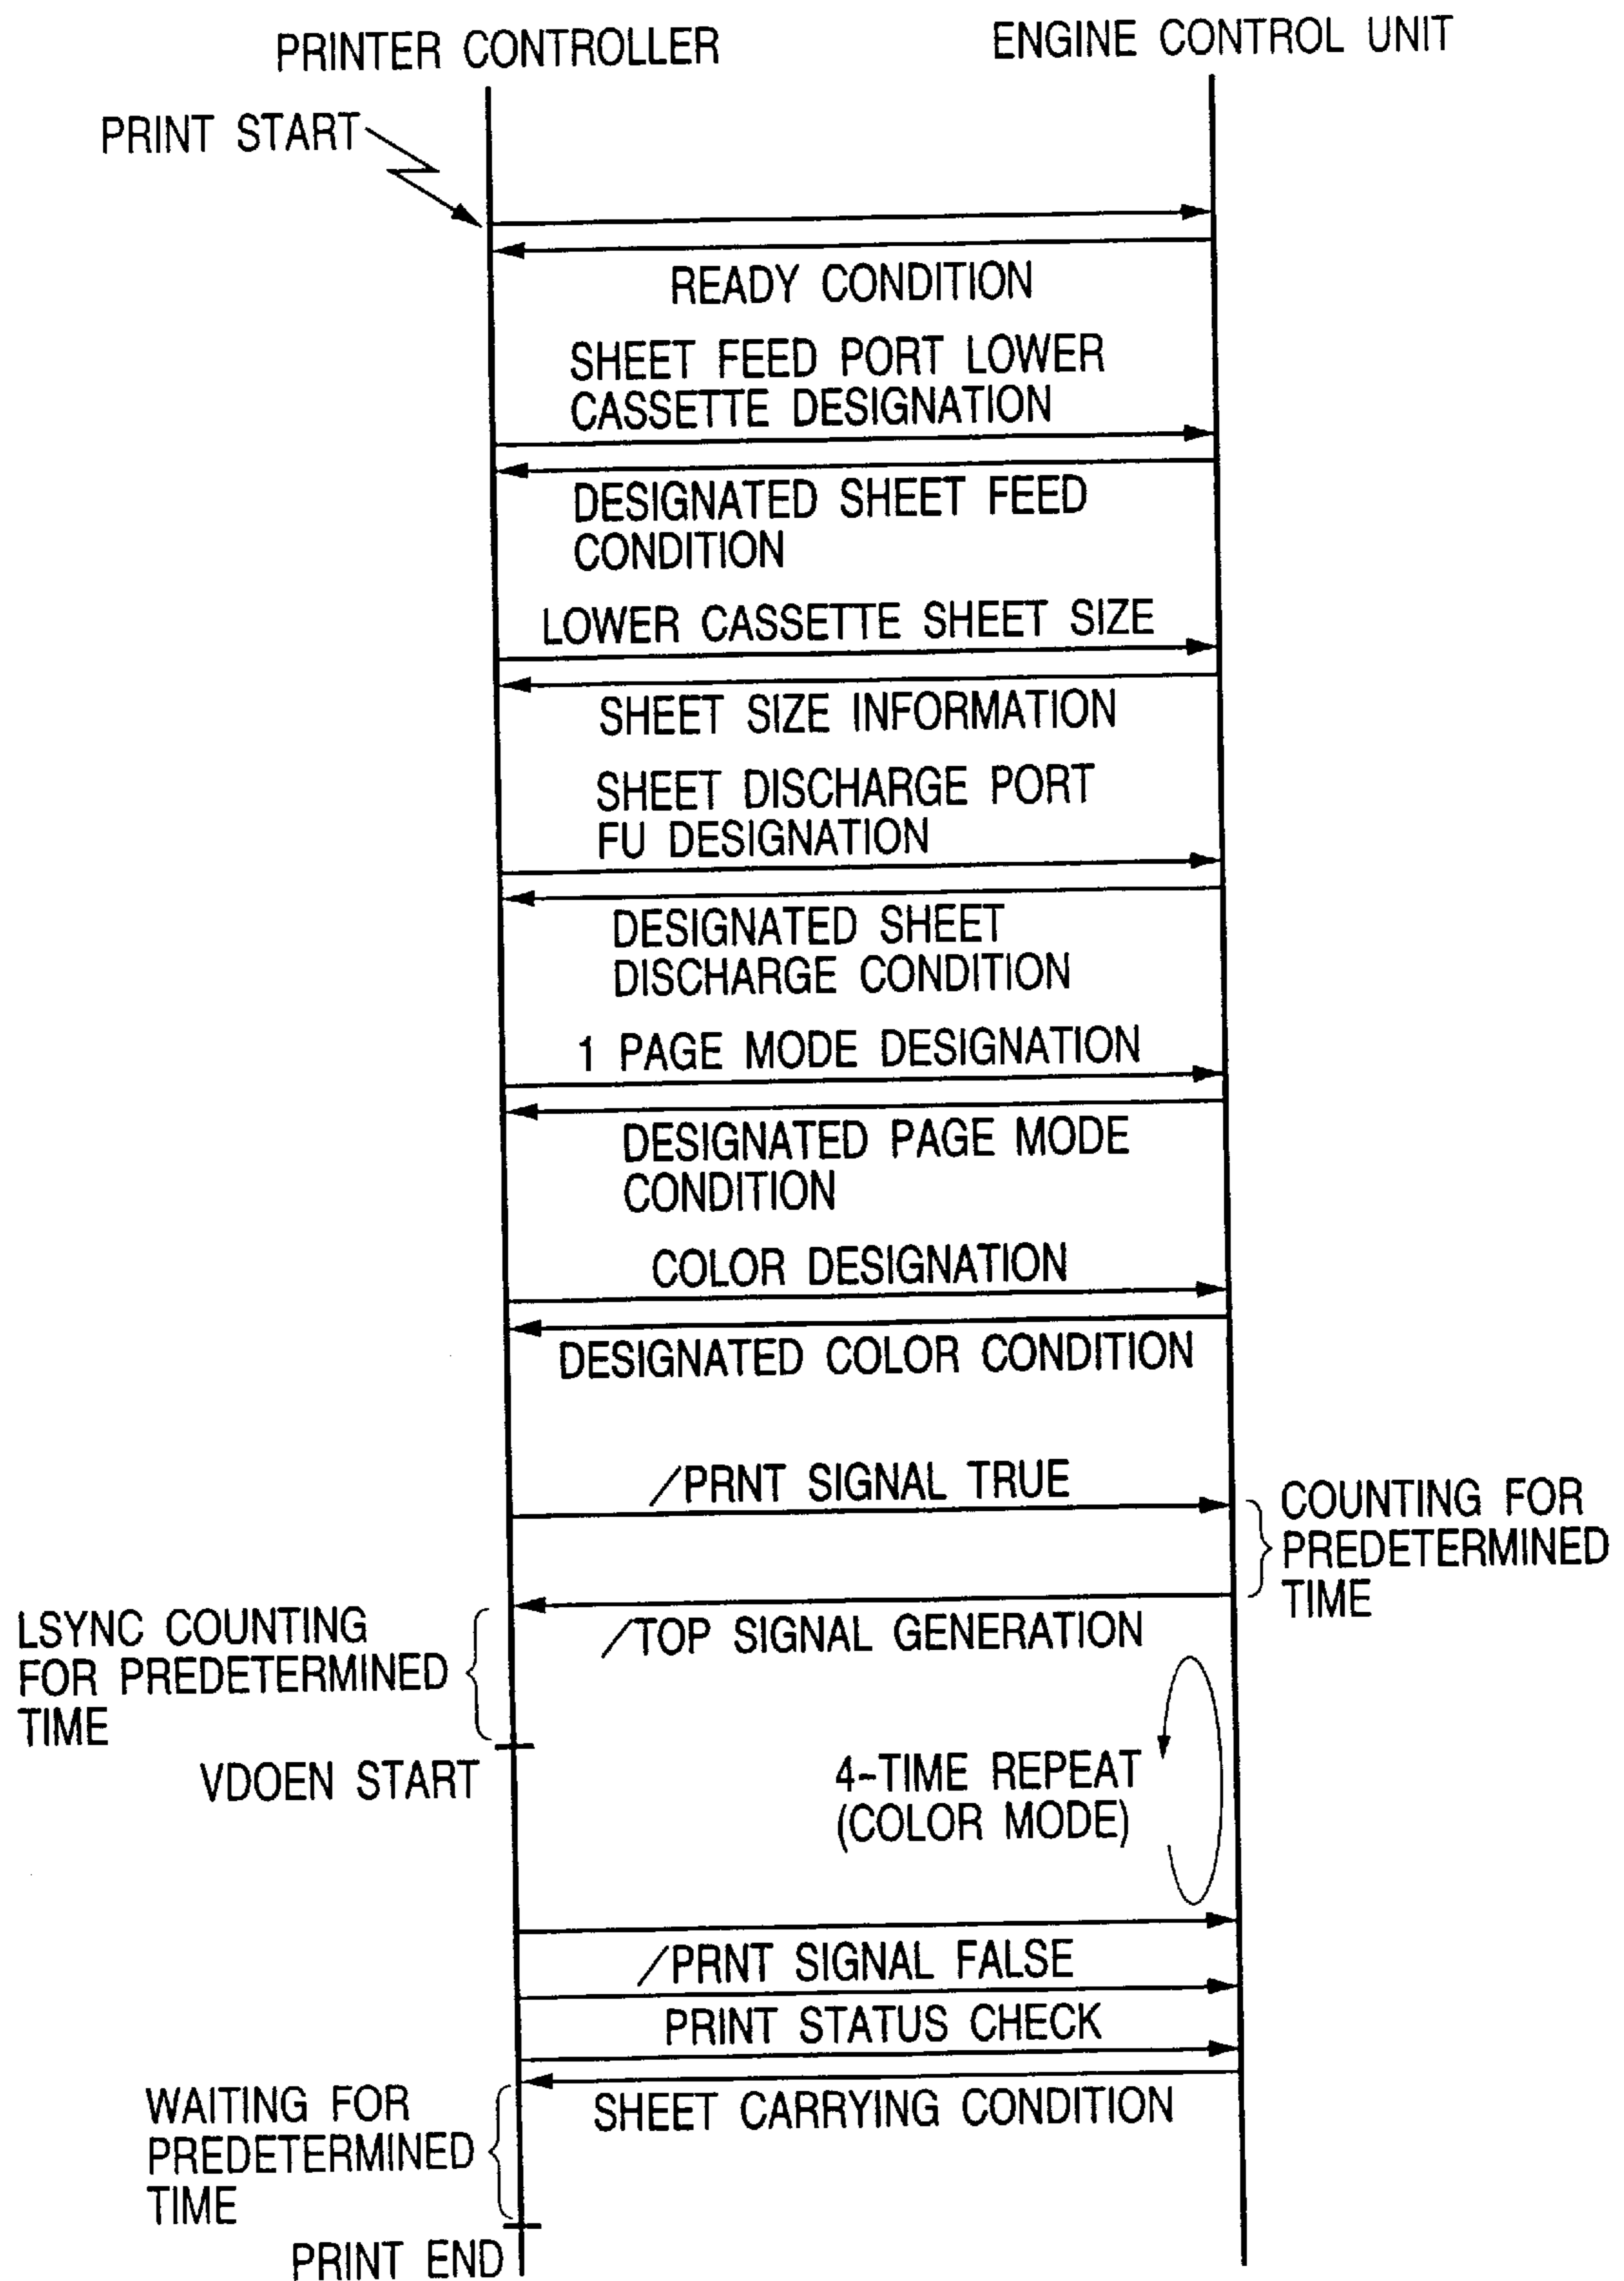 PRINTER CONTROLLER
ENGINE CONTROL UNIT
PRINT START
READY CONDITION
SHEET FEED PORT LOWER
CASSETTE DESIGNATION
DESIGNATED SHEET FEED
CONDITION
LOWER CASSETTE SHEET SIZE
SHEET SIZE INFORMATION
SHEET DISCHARGE PORT
FU DESIGNATION
DESIGNATED SHEET
DISCHARGE CONDITION
1 PAGE MODE DESIGNATION
DESIGNATED PAGE MODE
CONDITION
COLOR DESIGNATION
DESIGNATED COLOR CONDITION
/PRNT SIGNAL TRUE
COUNTING FOR
PREDETERMINED
TIME
/TOP SIGNAL GENERATION
LSYNC COUNTING
FOR PREDETERMINED
TIME
VDOEN START
4-TIME REPEAT
(COLOR MODE)
/PRNT SIGNAL FALSE
PRINT STATUS CHECK
SHEET CARRYING CONDITION
WAITING FOR
PREDETERMINED
TIME
PRINT END